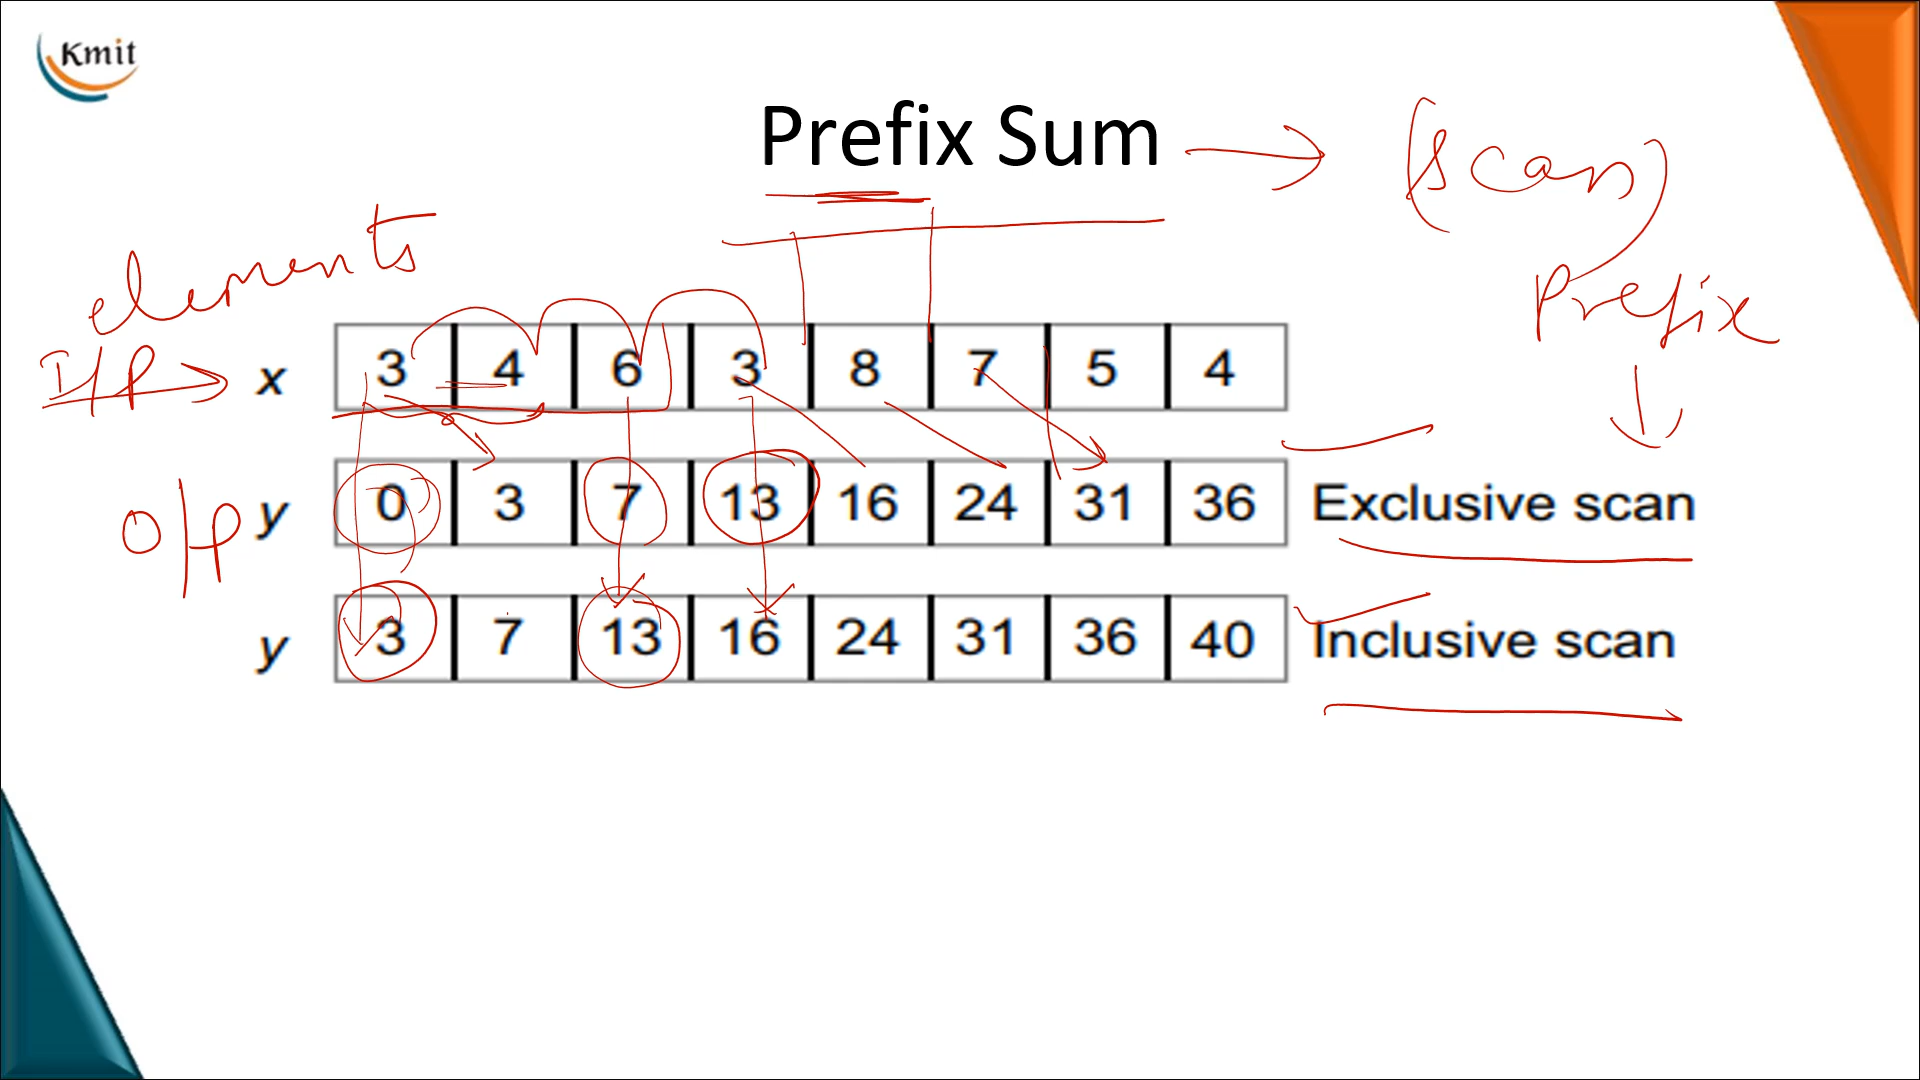 Kmit
Prefix Sum (Scan)
elements Prefix
I/P x 3 4 6 3 8 7 5 4
O/P y 0 3 7 13 16 24 31 36 Exclusive scan
y 3 7 13 16 24 31 36 40 Inclusive scan